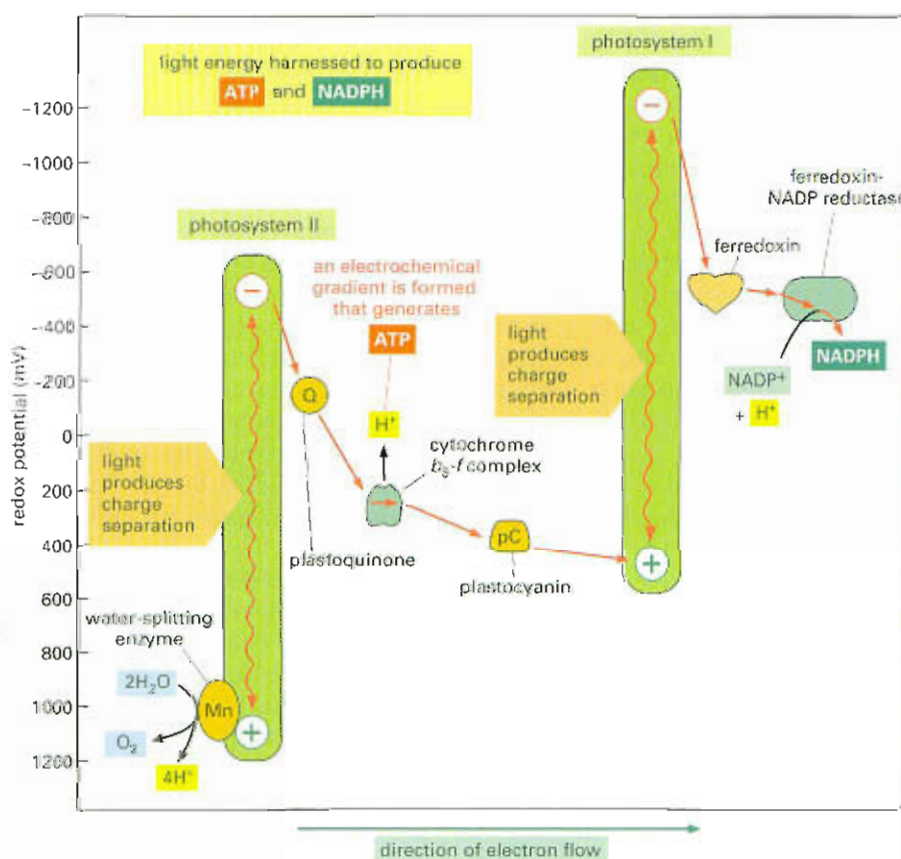 photosystem I
light energy harnessed to produce
ATP and NADPH
-1200
-1000
-800
-600
-400
-200
0
200
400
600
800
1000
1200
redox potential (mV)
photosystem II
an electrochemical
gradient is formed
that generates
ATP
H⁺
ferredoxin-
NADP reductase
ferredoxin
light
produces
charge
separation
NADPH
NADP⁺
+ H⁺
Q
cytochrome
b₆-f complex
light
produces
charge
separation
plastoquinone
pC
plastocyanin
water-splitting
enzyme
2H₂O
Mn
O₂
4H⁺
direction of electron flow